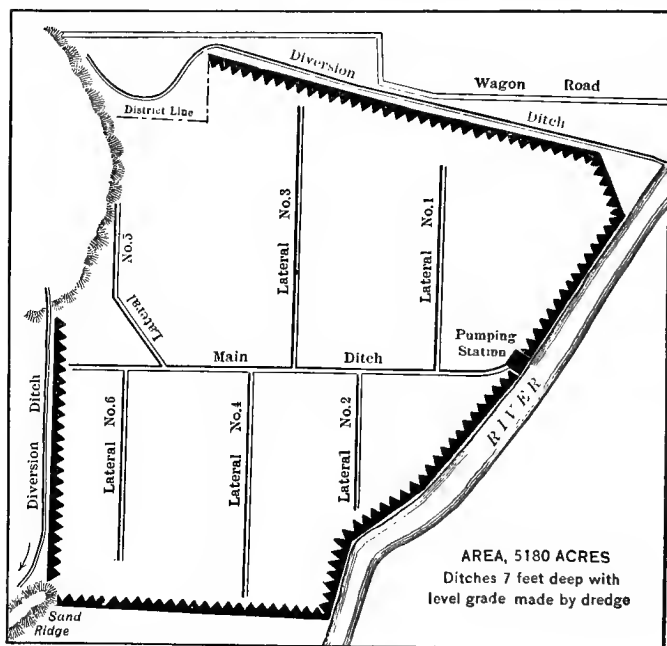 Diversion
Wagon Road
Ditch
District Line
Lateral No.3
Lateral No.1
Lateral No.5
Pumping
Station
Main Ditch
Diversion Ditch
Lateral No.6
Lateral No.4
Lateral No.2
RIVER
AREA, 5180 ACRES
Ditches 7 feet deep with
level grade made by dredge
Sand
Ridge